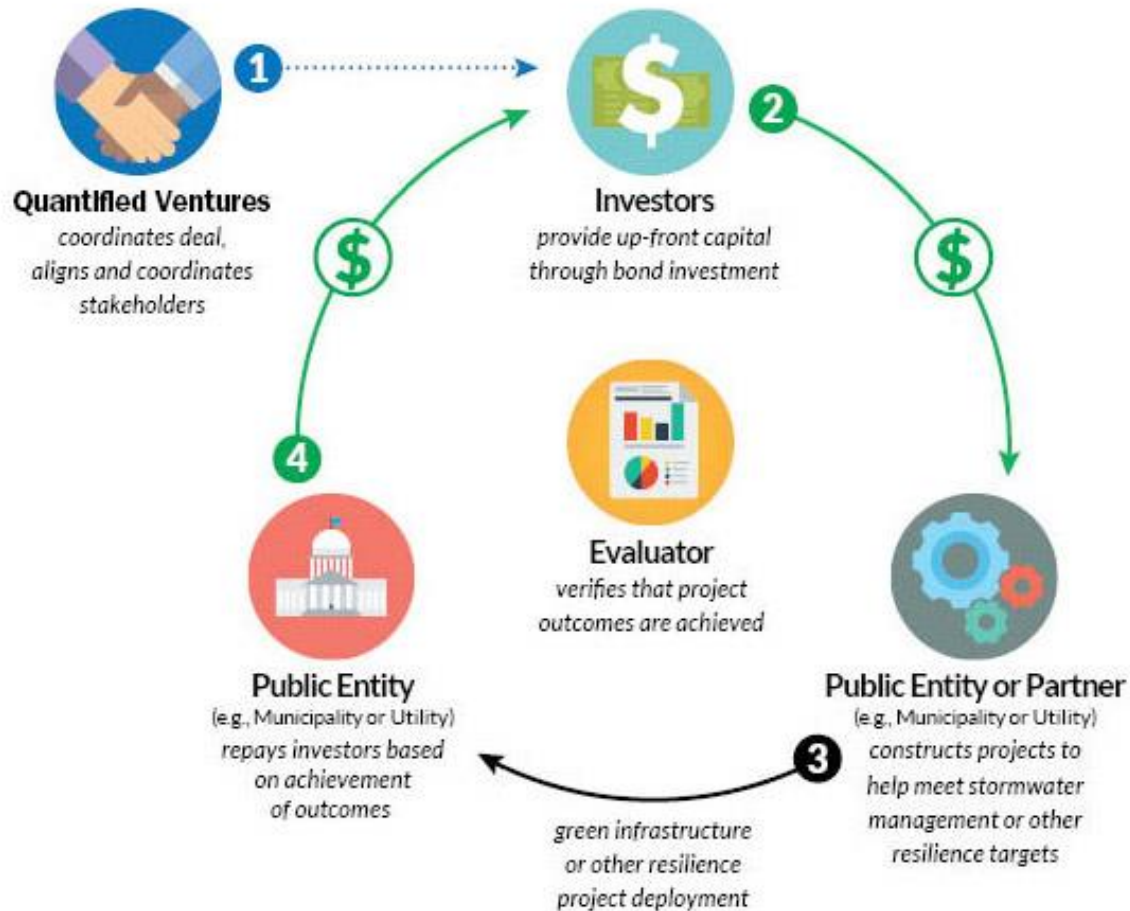 1
Quantified Ventures
coordinates deal,
aligns and coordinates
stakeholders
$
Investors
provide up-front capital
through bond investment
2
$
$
4
Evaluator
verifies that project
outcomes are achieved
Public Entity
(e.g., Municipality or Utility)
repays investors based
on achievement
of outcomes
Public Entity or Partner
(e.g., Municipality or Utility)
constructs projects to
help meet stormwater
management or other
resilience targets
3
green infrastructure
or other resilience
project deployment